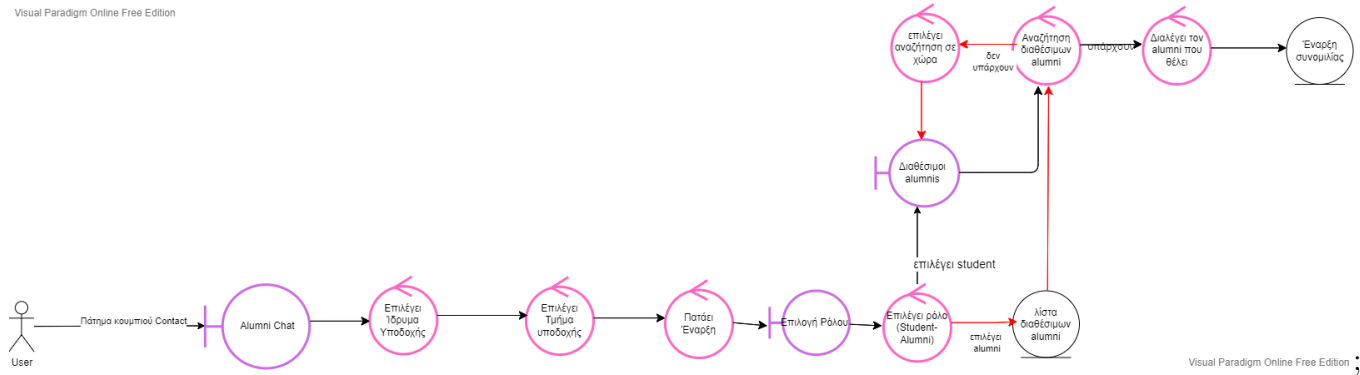 Visual Paradigm Online Free Edition
επιλέγει
αναζήτηση σε
χώρα
Αναζήτηση
διαθέσιμων
alumni
δεν
υπάρχουν
υπάρχουν
Διαλέγει τον
alumni που
θέλει
Έναρξη
συνομιλίας
Διαθέσιμοι
alumnis
επιλέγει student
User
Πάτημα κουμπιού Contact
Alumni Chat
Επιλέγει
Ίδρυμα
Υποδοχής
Επιλέγει
Τμήμα
υποδοχής
Πατάει
Έναρξη
Επιλογή Ρόλου
Επιλέγει ρόλο
(Student-
Alumni)
επιλέγει
alumni
λίστα
διαθέσιμων
alumni
Visual Paradigm Online Free Edition ;